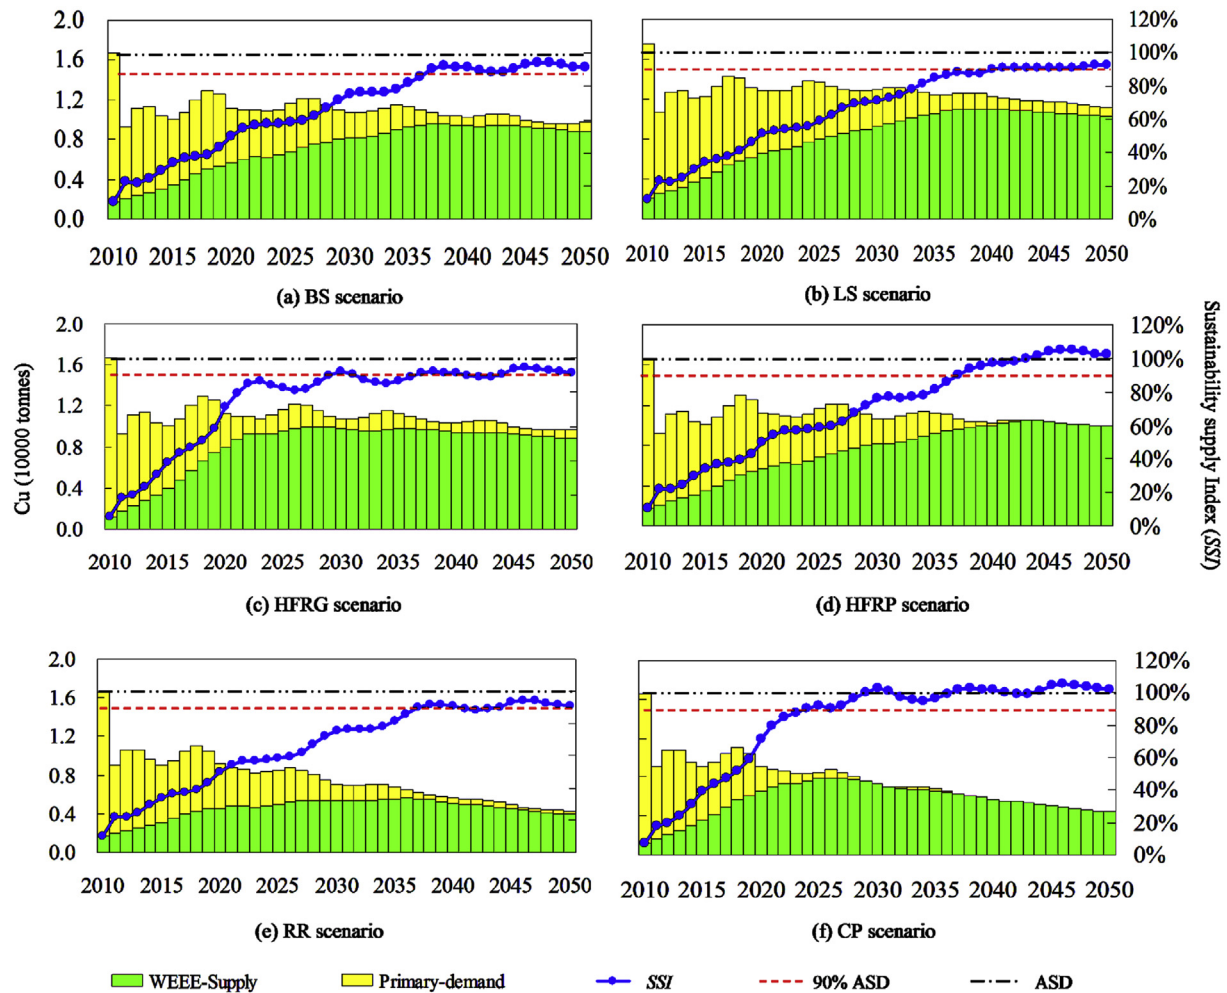 2.0
1.6
1.2
0.8
0.4
0.0
120%
100%
80%
60%
40%
20%
0%
2010 2015 2020 2025 2030 2035 2040 2045 2050
2010 2015 2020 2025 2030 2035 2040 2045 2050
(a) BS scenario
(b) LS scenario
Cu (10000 tonnes)
Sustainability supply Index (SSI)
2.0
1.6
1.2
0.8
0.4
0.0
120%
100%
80%
60%
40%
20%
0%
2010 2015 2020 2025 2030 2035 2040 2045 2050
2010 2015 2020 2025 2030 2035 2040 2045 2050
(c) HFRG scenario
(d) HFRP scenario
2.0
1.6
1.2
0.8
0.4
0.0
120%
100%
80%
60%
40%
20%
0%
2010 2015 2020 2025 2030 2035 2040 2045 2050
2010 2015 2020 2025 2030 2035 2040 2045 2050
(e) RR scenario
(f) CP scenario
WEEE-Supply Primary-demand SSI 90% ASD ASD